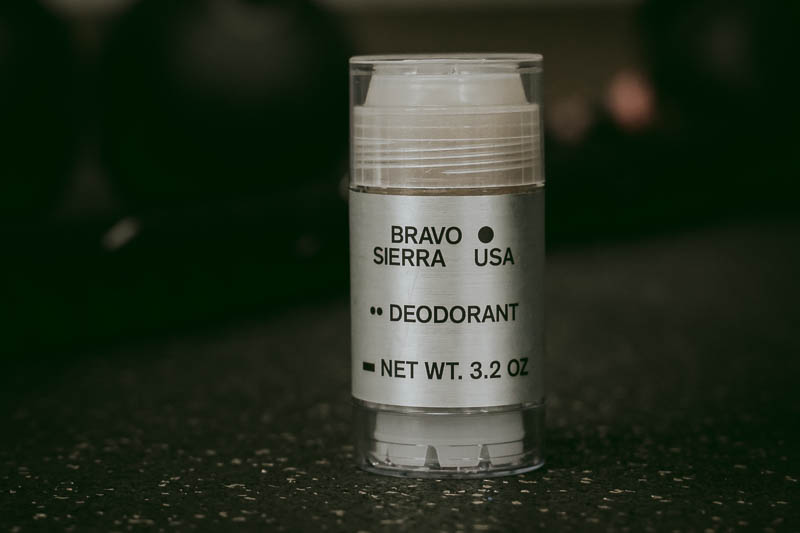 BRAVO ●
SIERRA USA
•• DEODORANT
▬ NET WT. 3.2 OZ